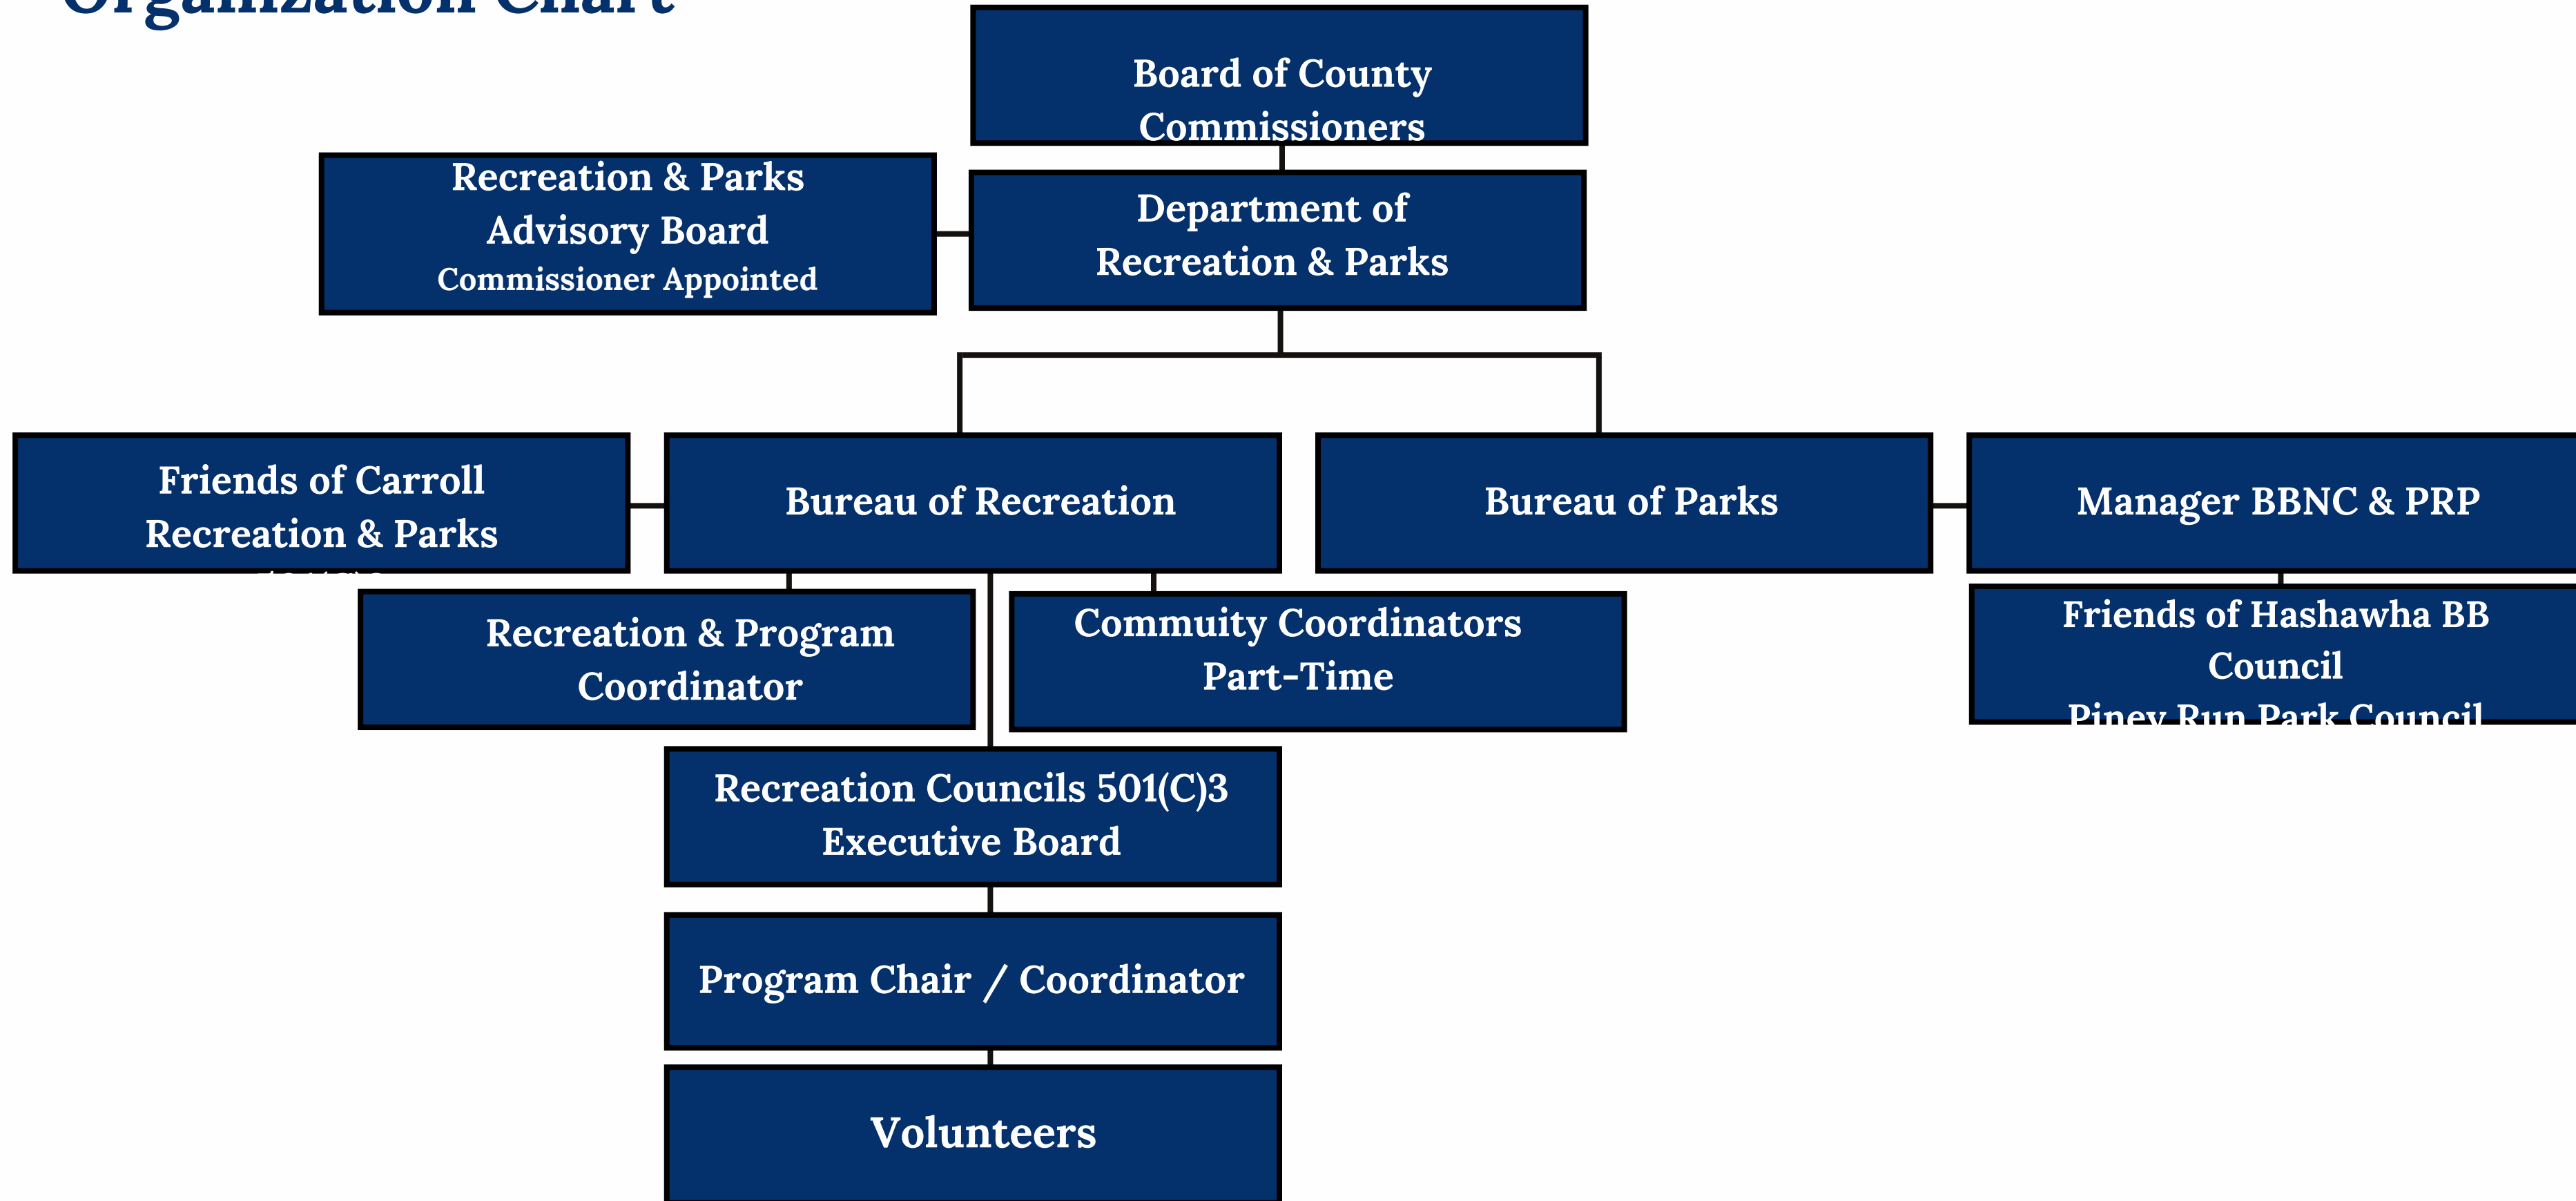 Organization Chart
Board of County
Commissioners
Recreation & Parks
Advisory Board
Commissioner Appointed
Department of
Recreation & Parks
Friends of Carroll
Recreation & Parks
Bureau of Recreation
Bureau of Parks
Manager BBNC & PRP
Recreation & Program
Coordinator
Commuity Coordinators
Part-Time
Friends of Hashawha BB
Council
Piney Run Park Council
Recreation Councils 501(C)3
Executive Board
Program Chair / Coordinator
Volunteers